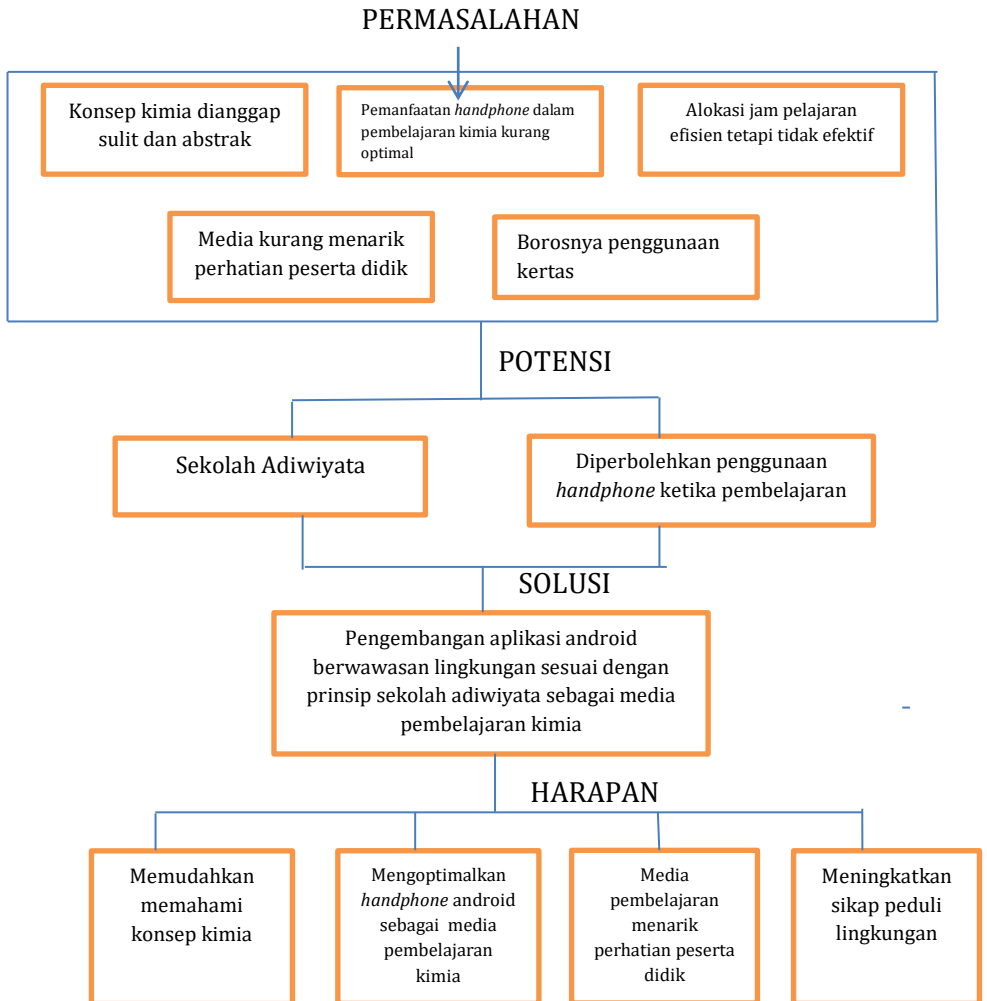 PERMASALAHAN
Konsep kimia dianggap
sulit dan abstrak
Pemanfaatan handphone dalam
pembelajaran kimia kurang
optimal
Alokasi jam pelajaran
efisien tetapi tidak efektif
Media kurang menarik
perhatian peserta didik
Borosnya penggunaan
kertas
POTENSI
Sekolah Adiwiyata
Diperbolehkan penggunaan
handphone ketika pembelajaran
SOLUSI
Pengembangan aplikasi android
berwawasan lingkungan sesuai dengan
prinsip sekolah adiwiyata sebagai media
pembelajaran kimia
HARAPAN
Memudahkan
memahami
konsep kimia
Mengoptimalkan
handphone android
sebagai media
pembelajaran
kimia
Media
pembelajaran
menarik
perhatian peserta
didik
Meningkatkan
sikap peduli
lingkungan